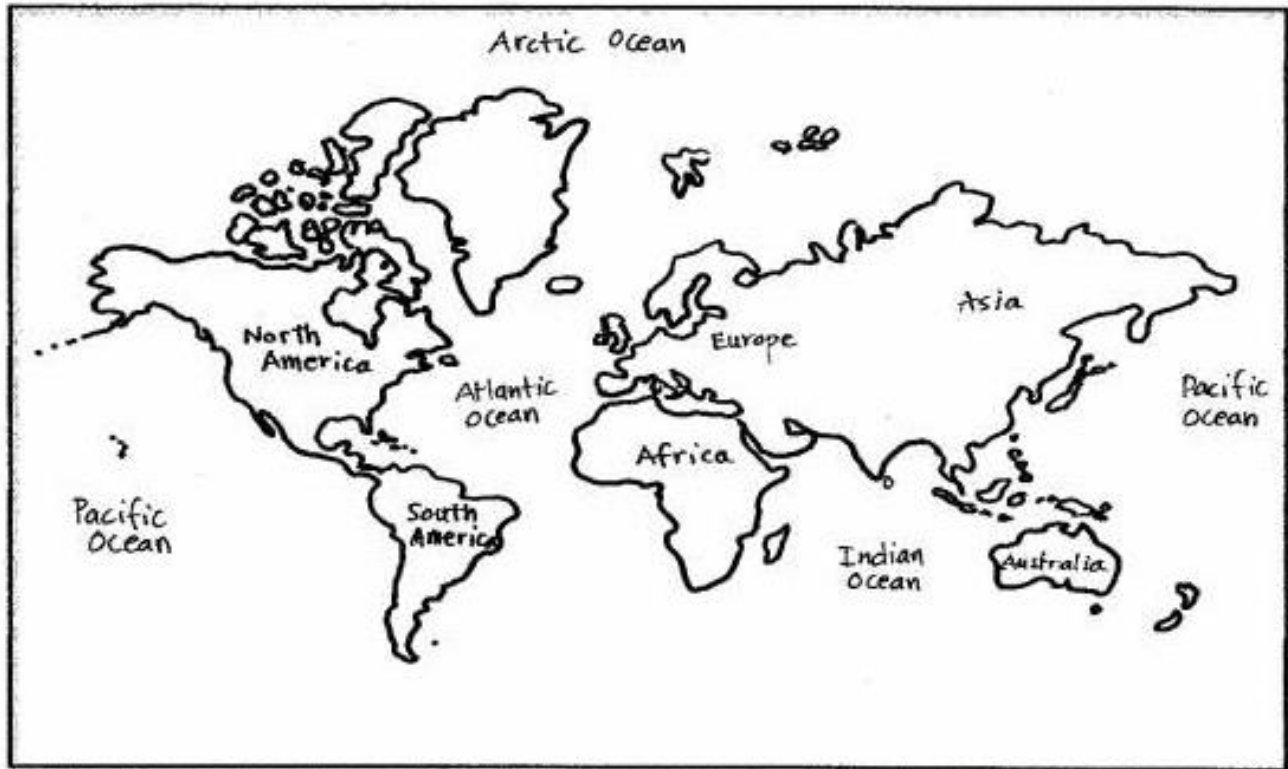 Arctic Ocean
North
America
Asia
Europe
Atlantic
Ocean
Pacific
Ocean
Africa
Pacific
Ocean
South
America
Indian
Ocean
Australia